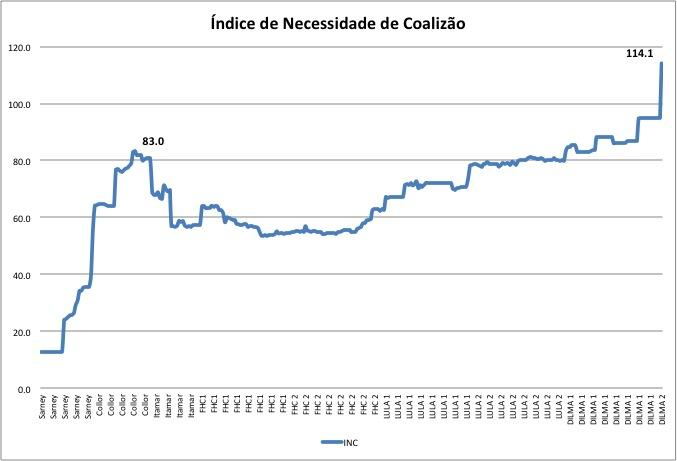 Índice de Necessidade de Coalizão
120.0
100.0
80.0
60.0
40.0
20.0
0.0
83.0
114.1
Sarney
Sarney
Sarney
Sarney
Sarney
Collor
Collor
Collor
Collor
Collor
Itamar
Itamar
Itamar
Itamar
FHC1
FHC1
FHC1
FHC1
FHC1
FHC1
FHC1
FHC1
FHC 2
FHC 2
FHC 2
FHC 2
FHC 2
FHC 2
FHC 2
FHC 2
LULA 1
LULA 1
LULA 1
LULA 1
LULA 1
LULA 1
LULA 1
LULA 1
LULA 2
LULA 2
LULA 2
LULA 2
LULA 2
LULA 2
LULA 2
LULA 2
DILMA 1
DILMA 1
DILMA 1
DILMA 1
DILMA 1
DILMA 1
DILMA 1
DILMA 1
DILMA 2
INC